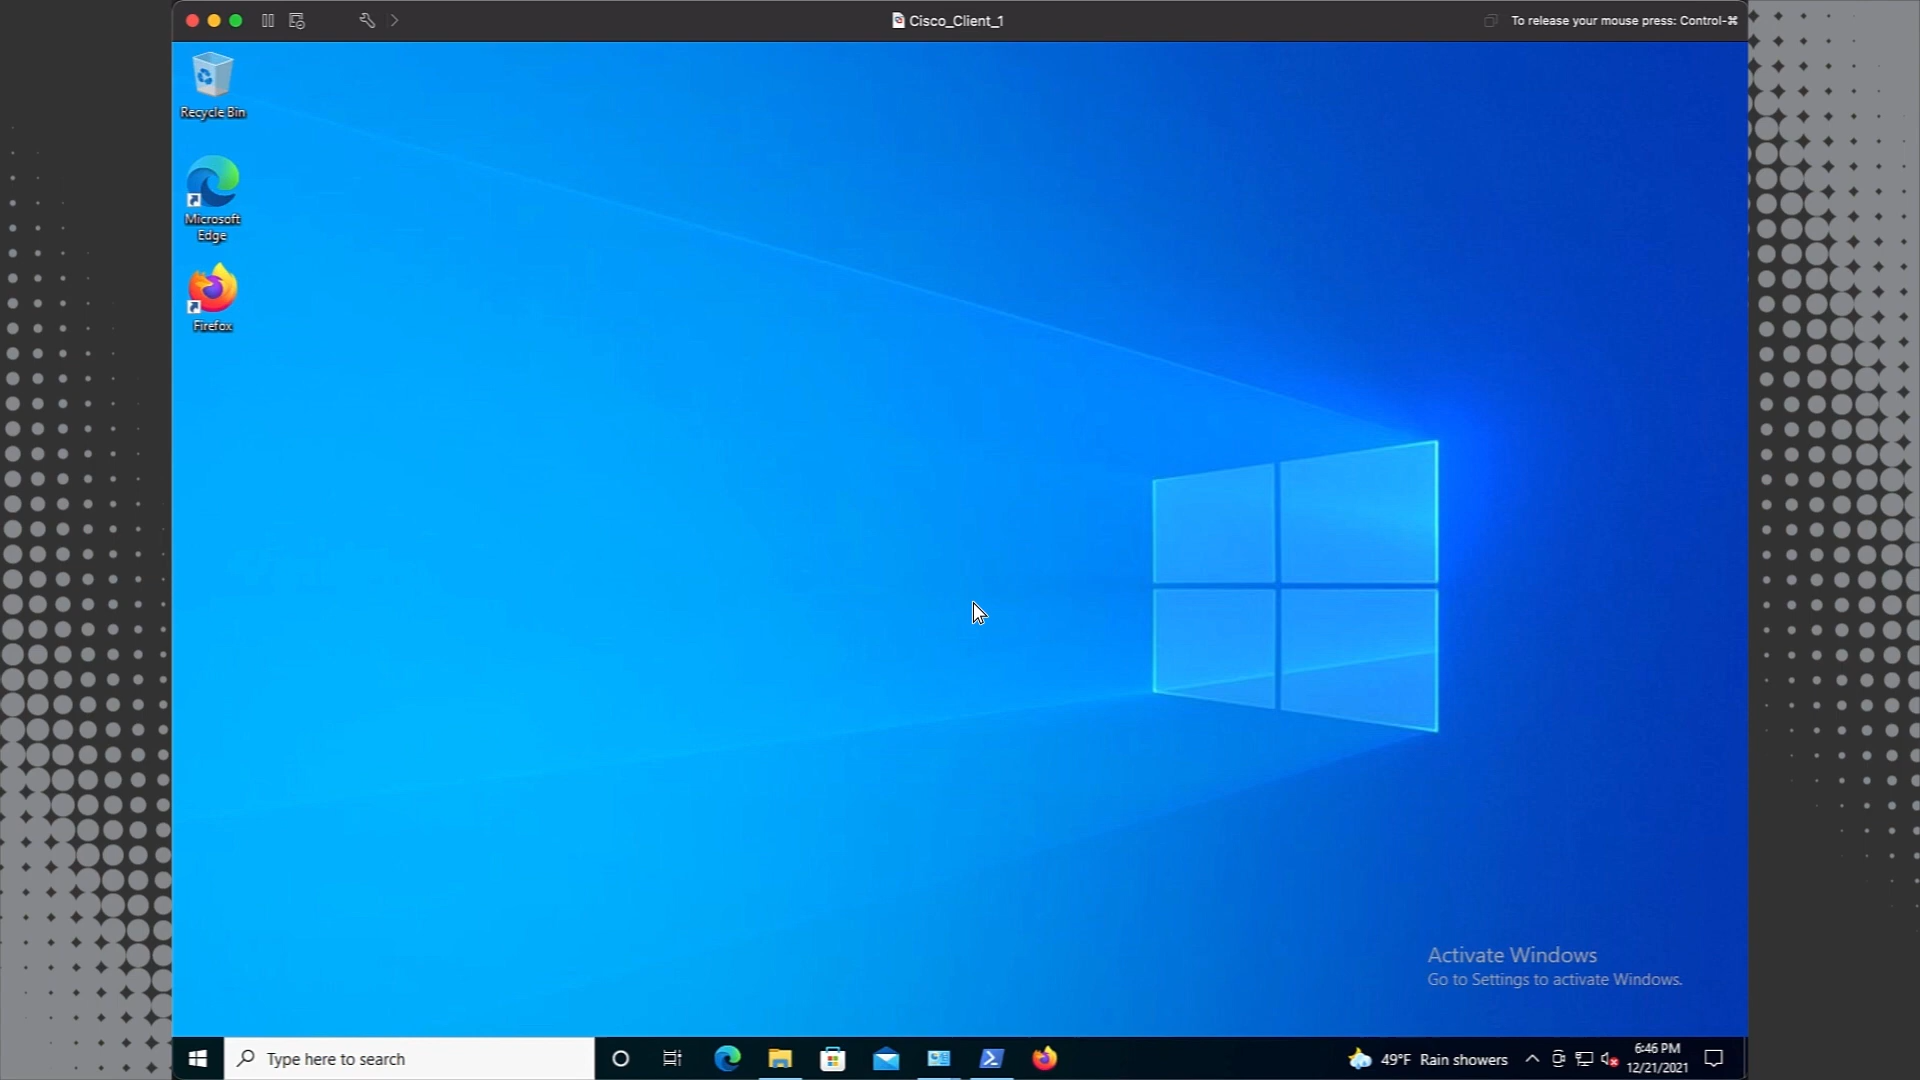 Cisco_Client_1
To release your mouse press: Control-⌘
Recycle Bin
Microsoft
Edge
Firefox
Activate Windows
Go to Settings to activate Windows.
Type here to search
49°F Rain showers
6:46 PM
12/21/2021